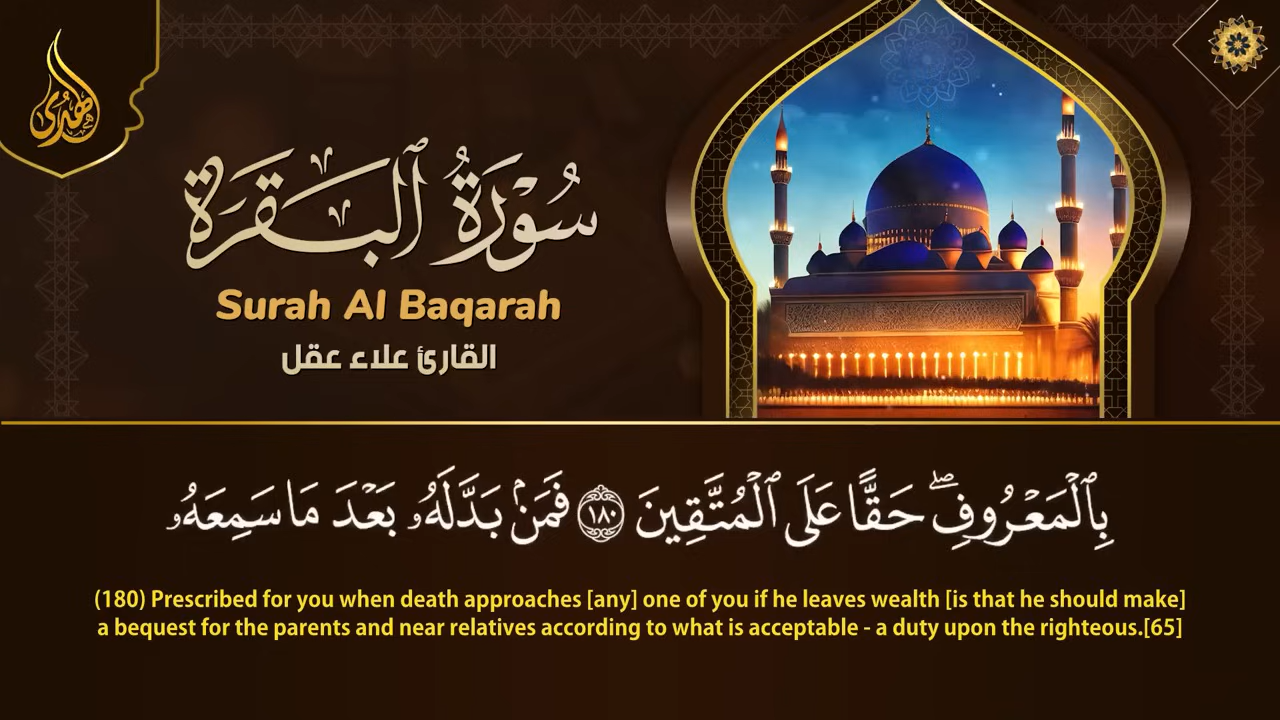 الهدى
سُورَةُ ٱلْبَقَرَةِ
Surah Al Baqarah
القارئ علاء عقل
بِٱلْمَعْرُوفِۖ حَقًّا عَلَى ٱلْمُتَّقِينَ ١٨٠ فَمَنۢ بَدَّلَهُۥ بَعْدَ مَا سَمِعَهُۥ
(180) Prescribed for you when death approaches [any] one of you if he leaves wealth [is that he should make]
a bequest for the parents and near relatives according to what is acceptable - a duty upon the righteous.[65]